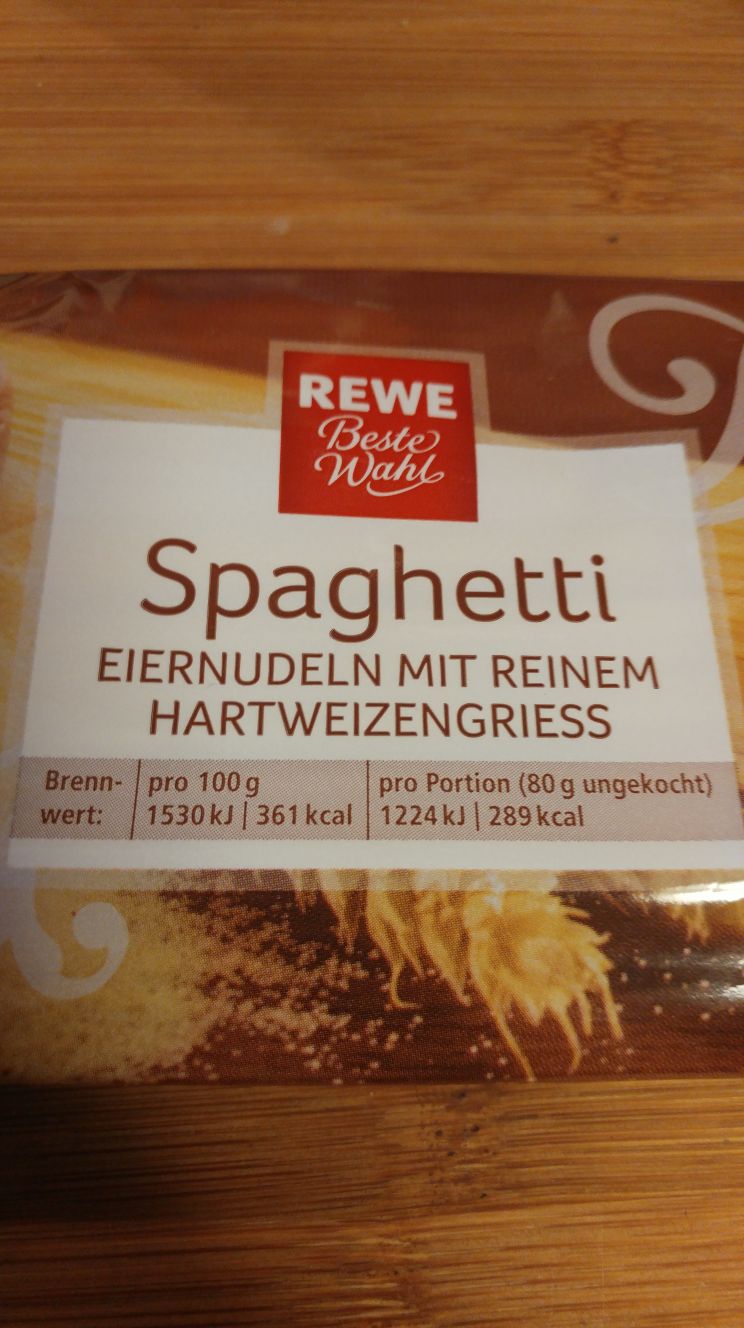 REWE
Beste
Wahl
Spaghetti
EIERNUDELN MIT REINEM
HARTWEIZENGRIESS
Brenn- pro 100 g pro Portion (80 g ungekocht)
wert: 1530 kJ | 361 kcal 1224 kJ | 289 kcal